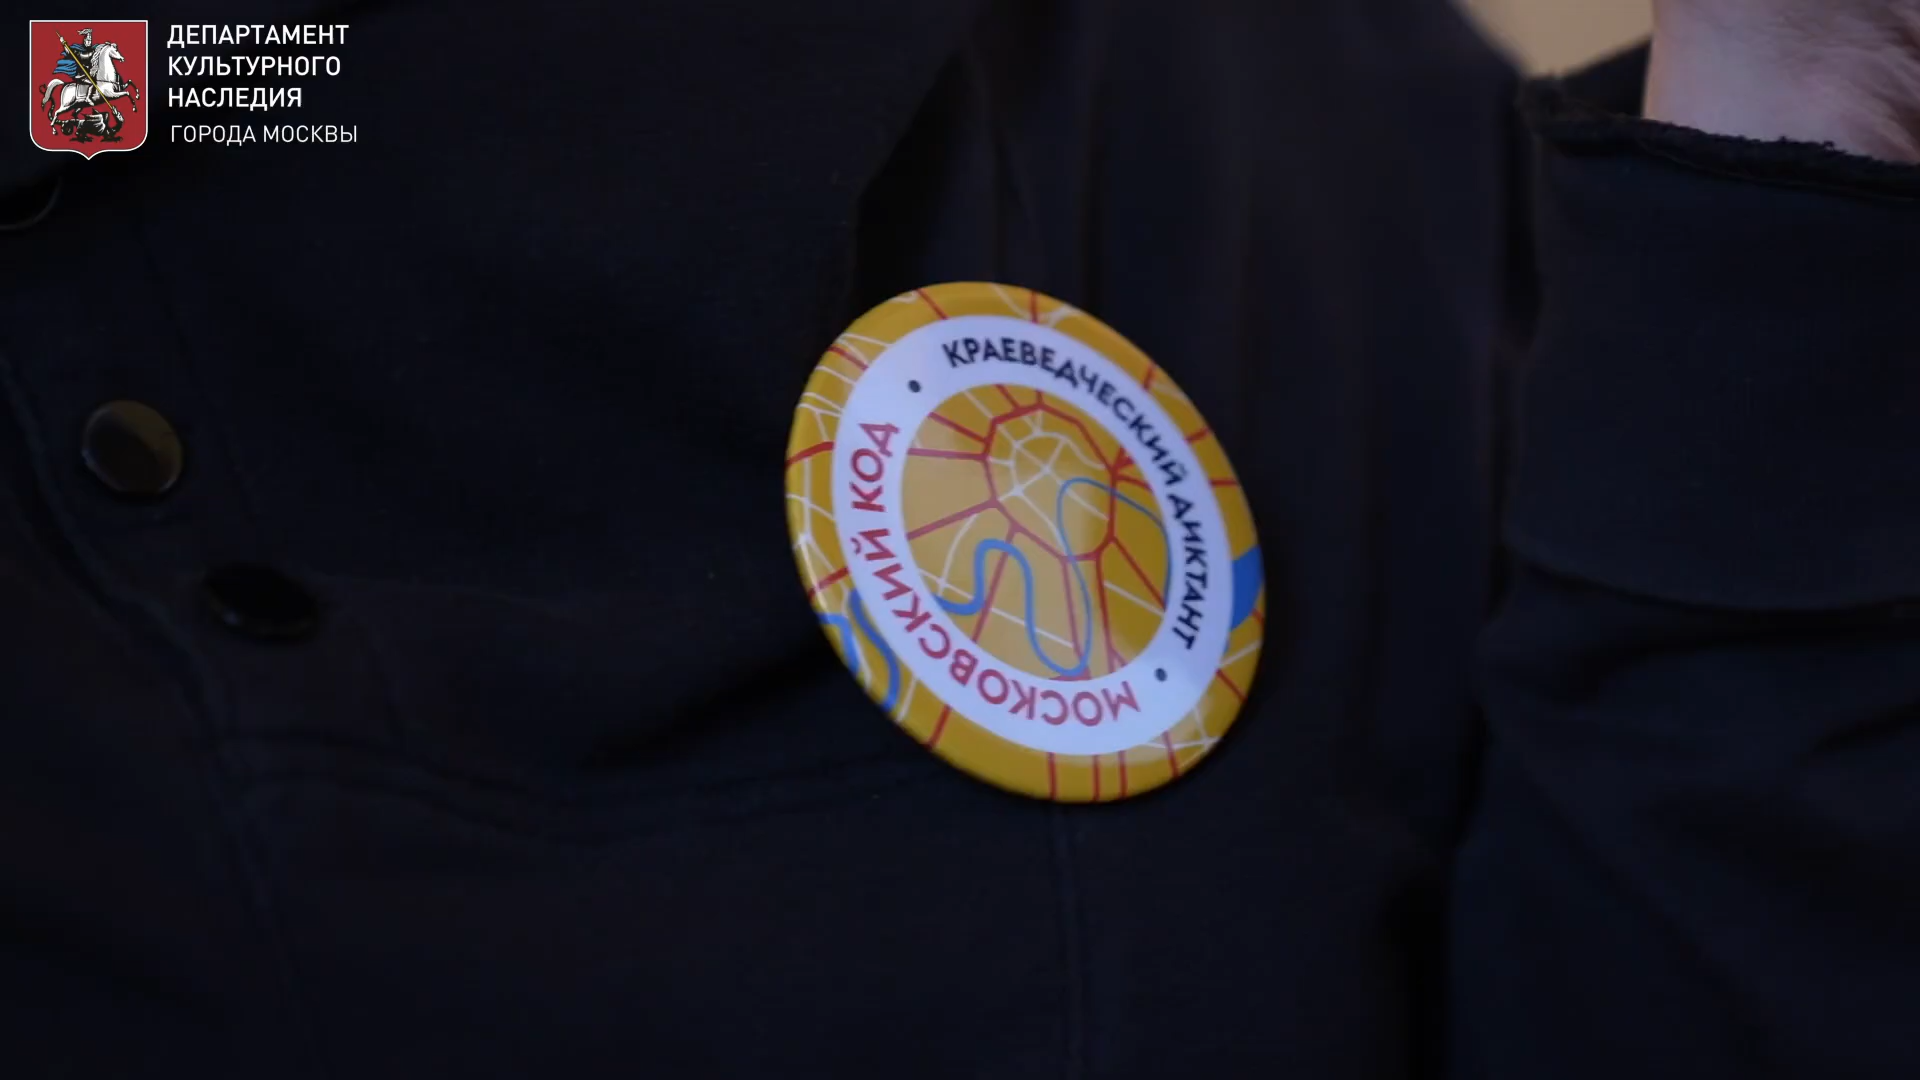 ДЕПАРТАМЕНТ
КУЛЬТУРНОГО
НАСЛЕДИЯ
ГОРОДА МОСКВЫ
КРАЕВЕДЧЕСКИЙ ДИКТАНТ
МОСКОВСКИЙ КОД